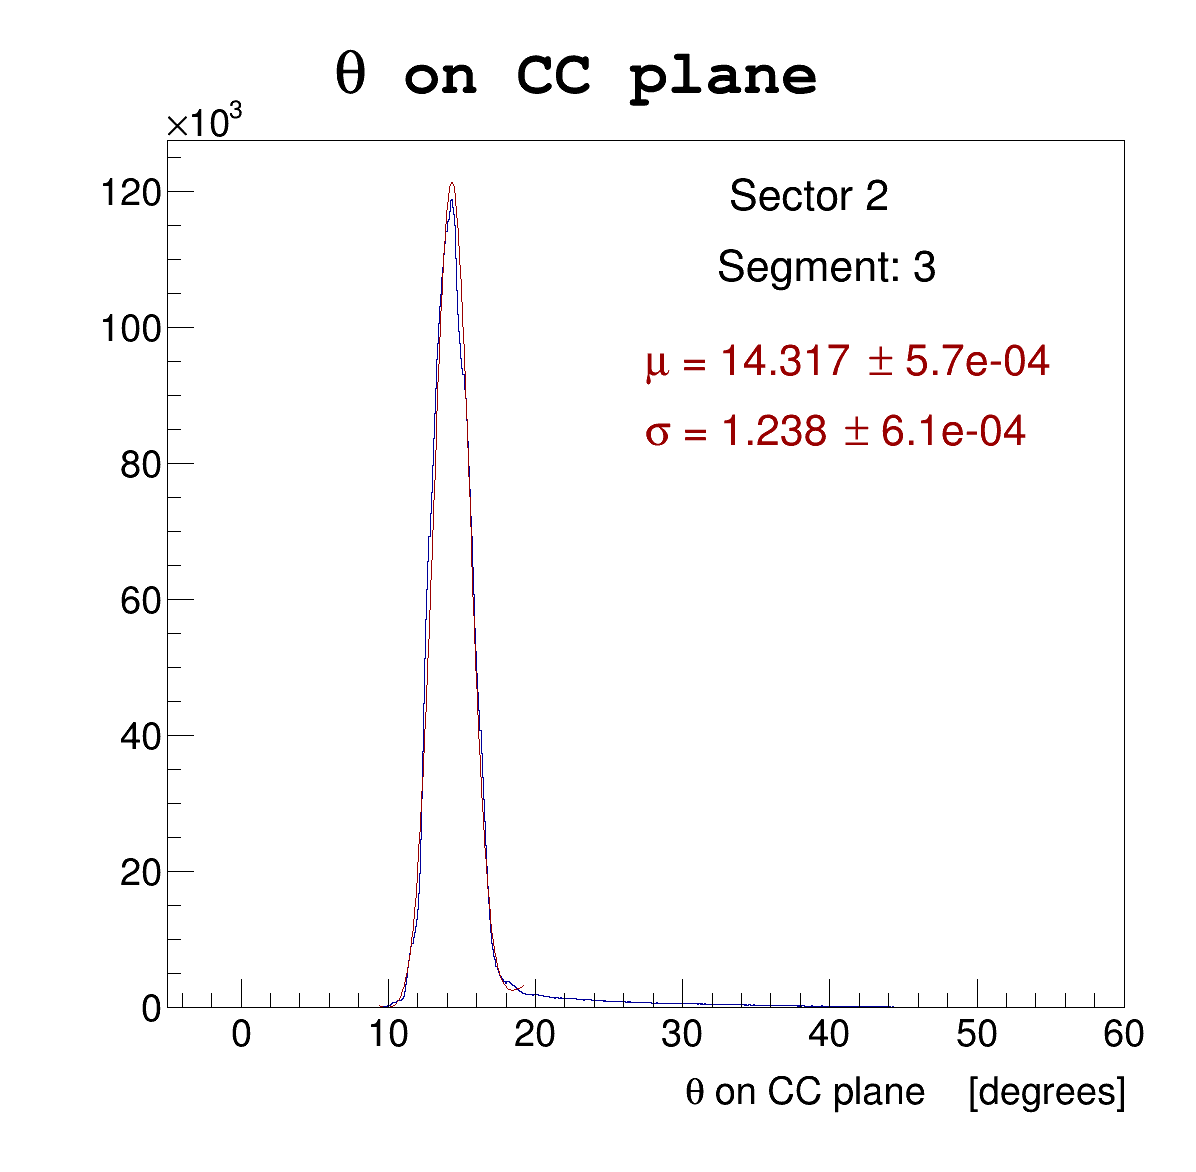 θ on CC plane
×10³
Sector 2
Segment: 3
μ = 14.317 ± 5.7e-04
σ = 1.238 ± 6.1e-04
120
100
80
60
40
20
0
0 10 20 30 40 50 60
θ on CC plane [degrees]